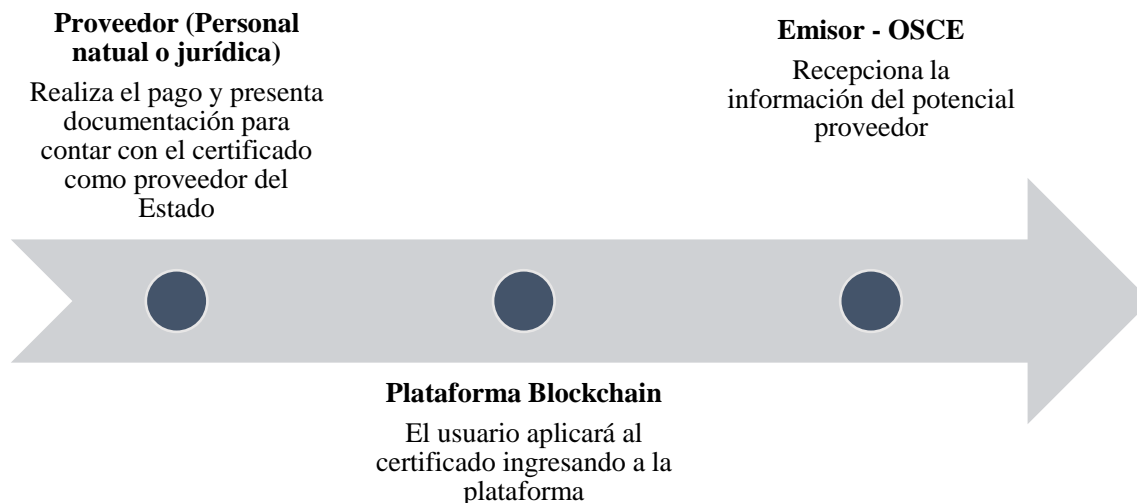 Proveedor (Personal
natual o jurídica)
Realiza el pago y presenta
documentación para
contar con el certificado
como proveedor del
Estado
Plataforma Blockchain
El usuario aplicará al
certificado ingresando a la
plataforma
Emisor - OSCE
Recepciona la
información del potencial
proveedor